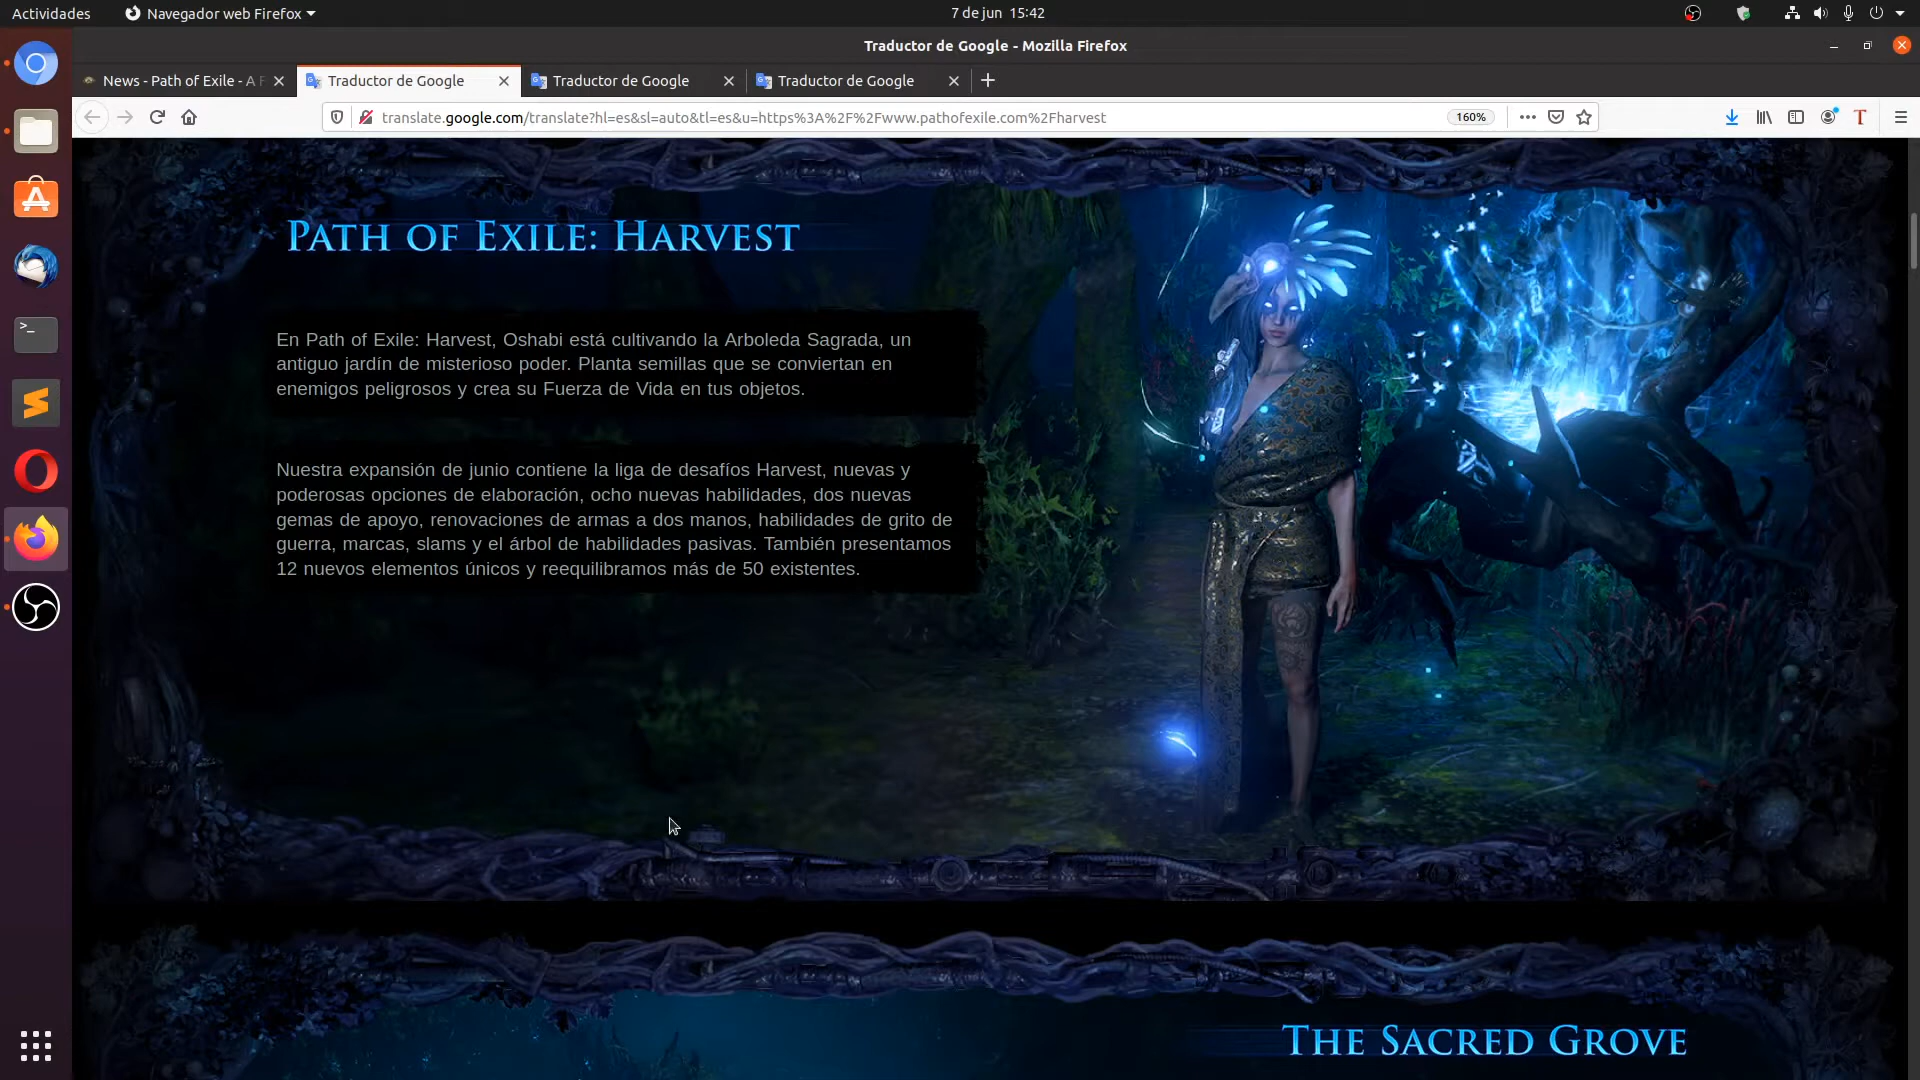 Actividades
Navegador web Firefox
7 de jun 15:42
Traductor de Google - Mozilla Firefox
News - Path of Exile - A F
Traductor de Google
Traductor de Google
Traductor de Google
translate.google.com/translate?hl=es&sl=auto&tl=es&u=https%3A%2F%2Fwww.pathofexile.com%2Fharvest
160%
Path of Exile: Harvest
En Path of Exile: Harvest, Oshabi está cultivando la Arboleda Sagrada, un
antiguo jardín de misterioso poder. Planta semillas que se conviertan en
enemigos peligrosos y crea su Fuerza de Vida en tus objetos.
Nuestra expansión de junio contiene la liga de desafíos Harvest, nuevas y
poderosas opciones de elaboración, ocho nuevas habilidades, dos nuevas
gemas de apoyo, renovaciones de armas a dos manos, habilidades de grito de
guerra, marcas, slams y el árbol de habilidades pasivas. También presentamos
12 nuevos elementos únicos y reequilibramos más de 50 existentes.
The Sacred Grove